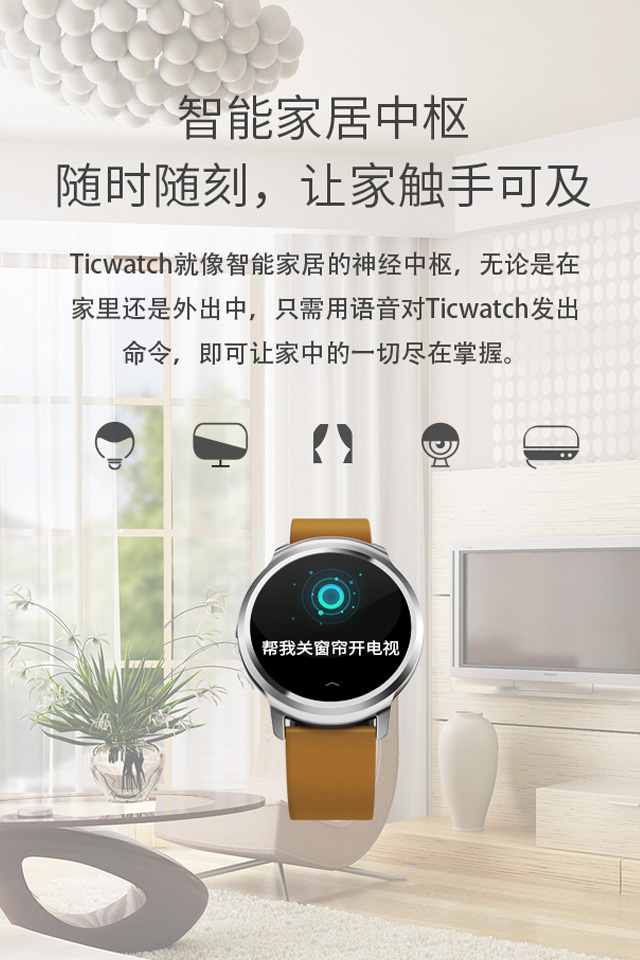 智能家居中枢
随时随刻，让家触手可及
Ticwatch就像智能家居的神经中枢，无论是在
家里还是外出中，只需用语音对Ticwatch发出
命令，即可让家中的一切尽在掌握。
帮我关窗帘开电视